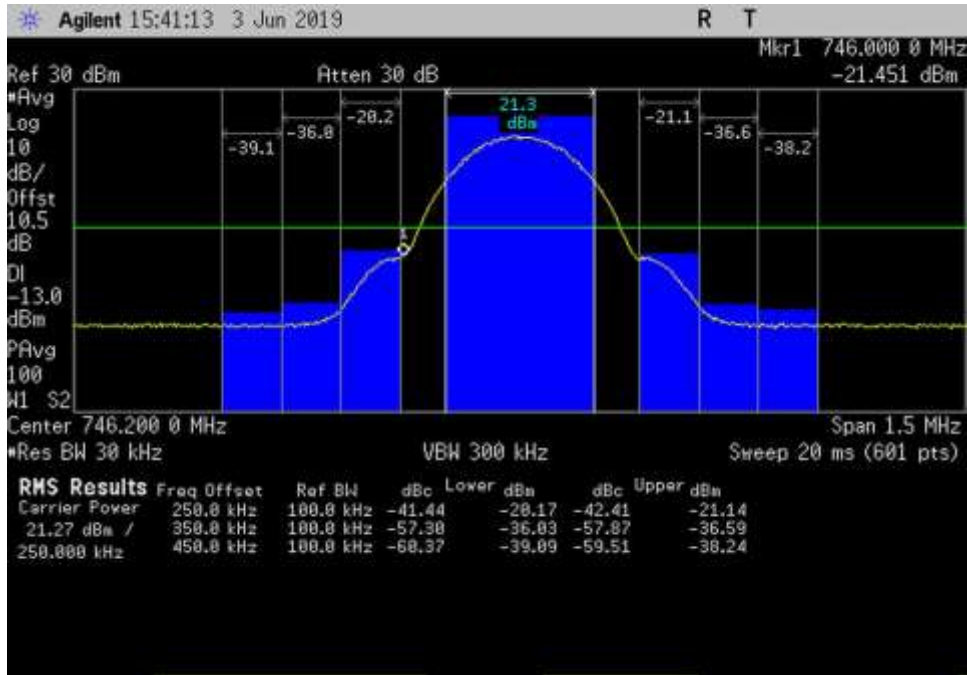 Agilent 15:41:13 3 Jun 2019 R T
Mkr1 746.000 0 MHz
Ref 30 dBm Atten 30 dB -21.451 dBm
#Avg
Log
10
dB/
Offst
10.5
dB
DI
-13.0
dBm
PAvg
100
W1 S2
-39.1
-36.0
-20.2
21.3
dBm
-21.1
-36.6
-38.2
1
Center 746.200 0 MHz Span 1.5 MHz
#Res BW 30 kHz VBW 300 kHz Sweep 20 ms (601 pts)
RMS Results Freq Offset Ref BW dBc Lower dBm dBc Upper dBm
Carrier Power 250.0 kHz 100.0 kHz -41.44 -20.17 -42.41 -21.14
21.27 dBm / 350.0 kHz 100.0 kHz -57.30 -36.03 -57.87 -36.59
250.000 kHz 450.0 kHz 100.0 kHz -60.37 -39.09 -59.51 -38.24